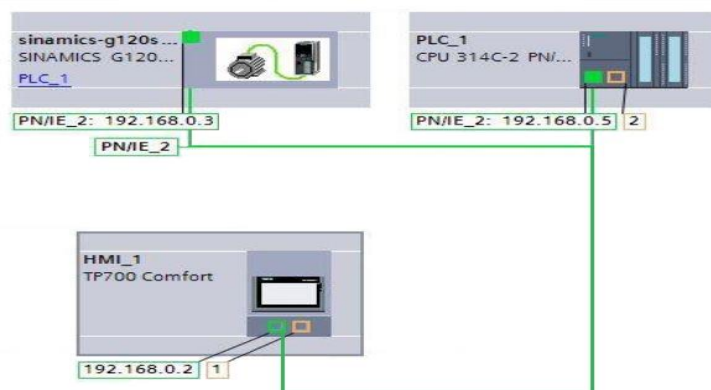 sinamics-g120s...
SINAMICS G120...
PLC_1
PN/IE_2: 192.168.0.3
PN/IE_2
PLC_1
CPU 314C-2 PN/...
PN/IE_2: 192.168.0.5
2
HMI_1
TP700 Comfort
192.168.0.2
1